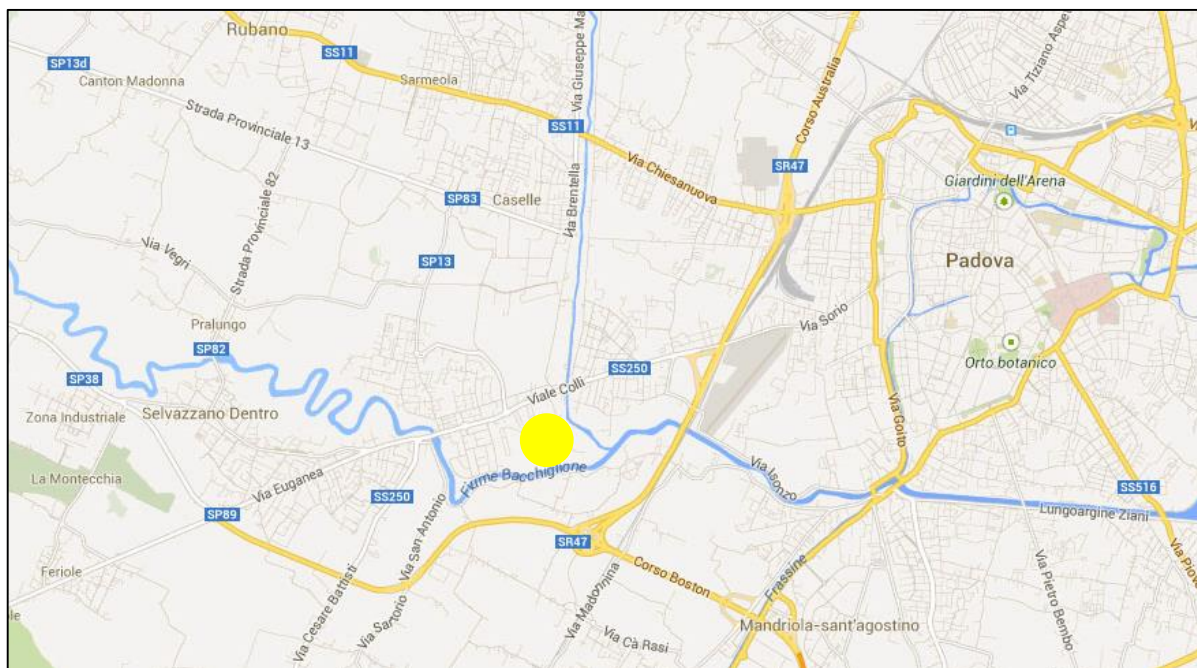 Rubano
SS11
SP13d
Canton Madonna
Sarmeola
Via Giuseppe Ma
Via Tiziano Aspe
Corso Australia
Strada Provinciale 13
SS11
Via Chiesanuova
SR47
Giardini dell'Arena
Strada Provinciale 82
SP83
Caselle
Via Brentella
Via Vegri
SP13
Padova
Pralungo
Via Sorio
SP82
SS250
Orto botanico
SP38
Viale Colli
Zona Industriale
Selvazzano Dentro
Via Goito
La Montecchia
Via Euganea
SS250
Fiume Bacchiglione
Via Isonzo
SS516
SP89
Lungoargine Ziani
Via San Antonio
SR47
Feriole
Via Cesare Battisti
Via Sartorio
Via Madonnina
Corso Boston
Frassine
Via Pietro Bembo
Via Piov
Via Cà Rasi
Mandriola-sant'agostino